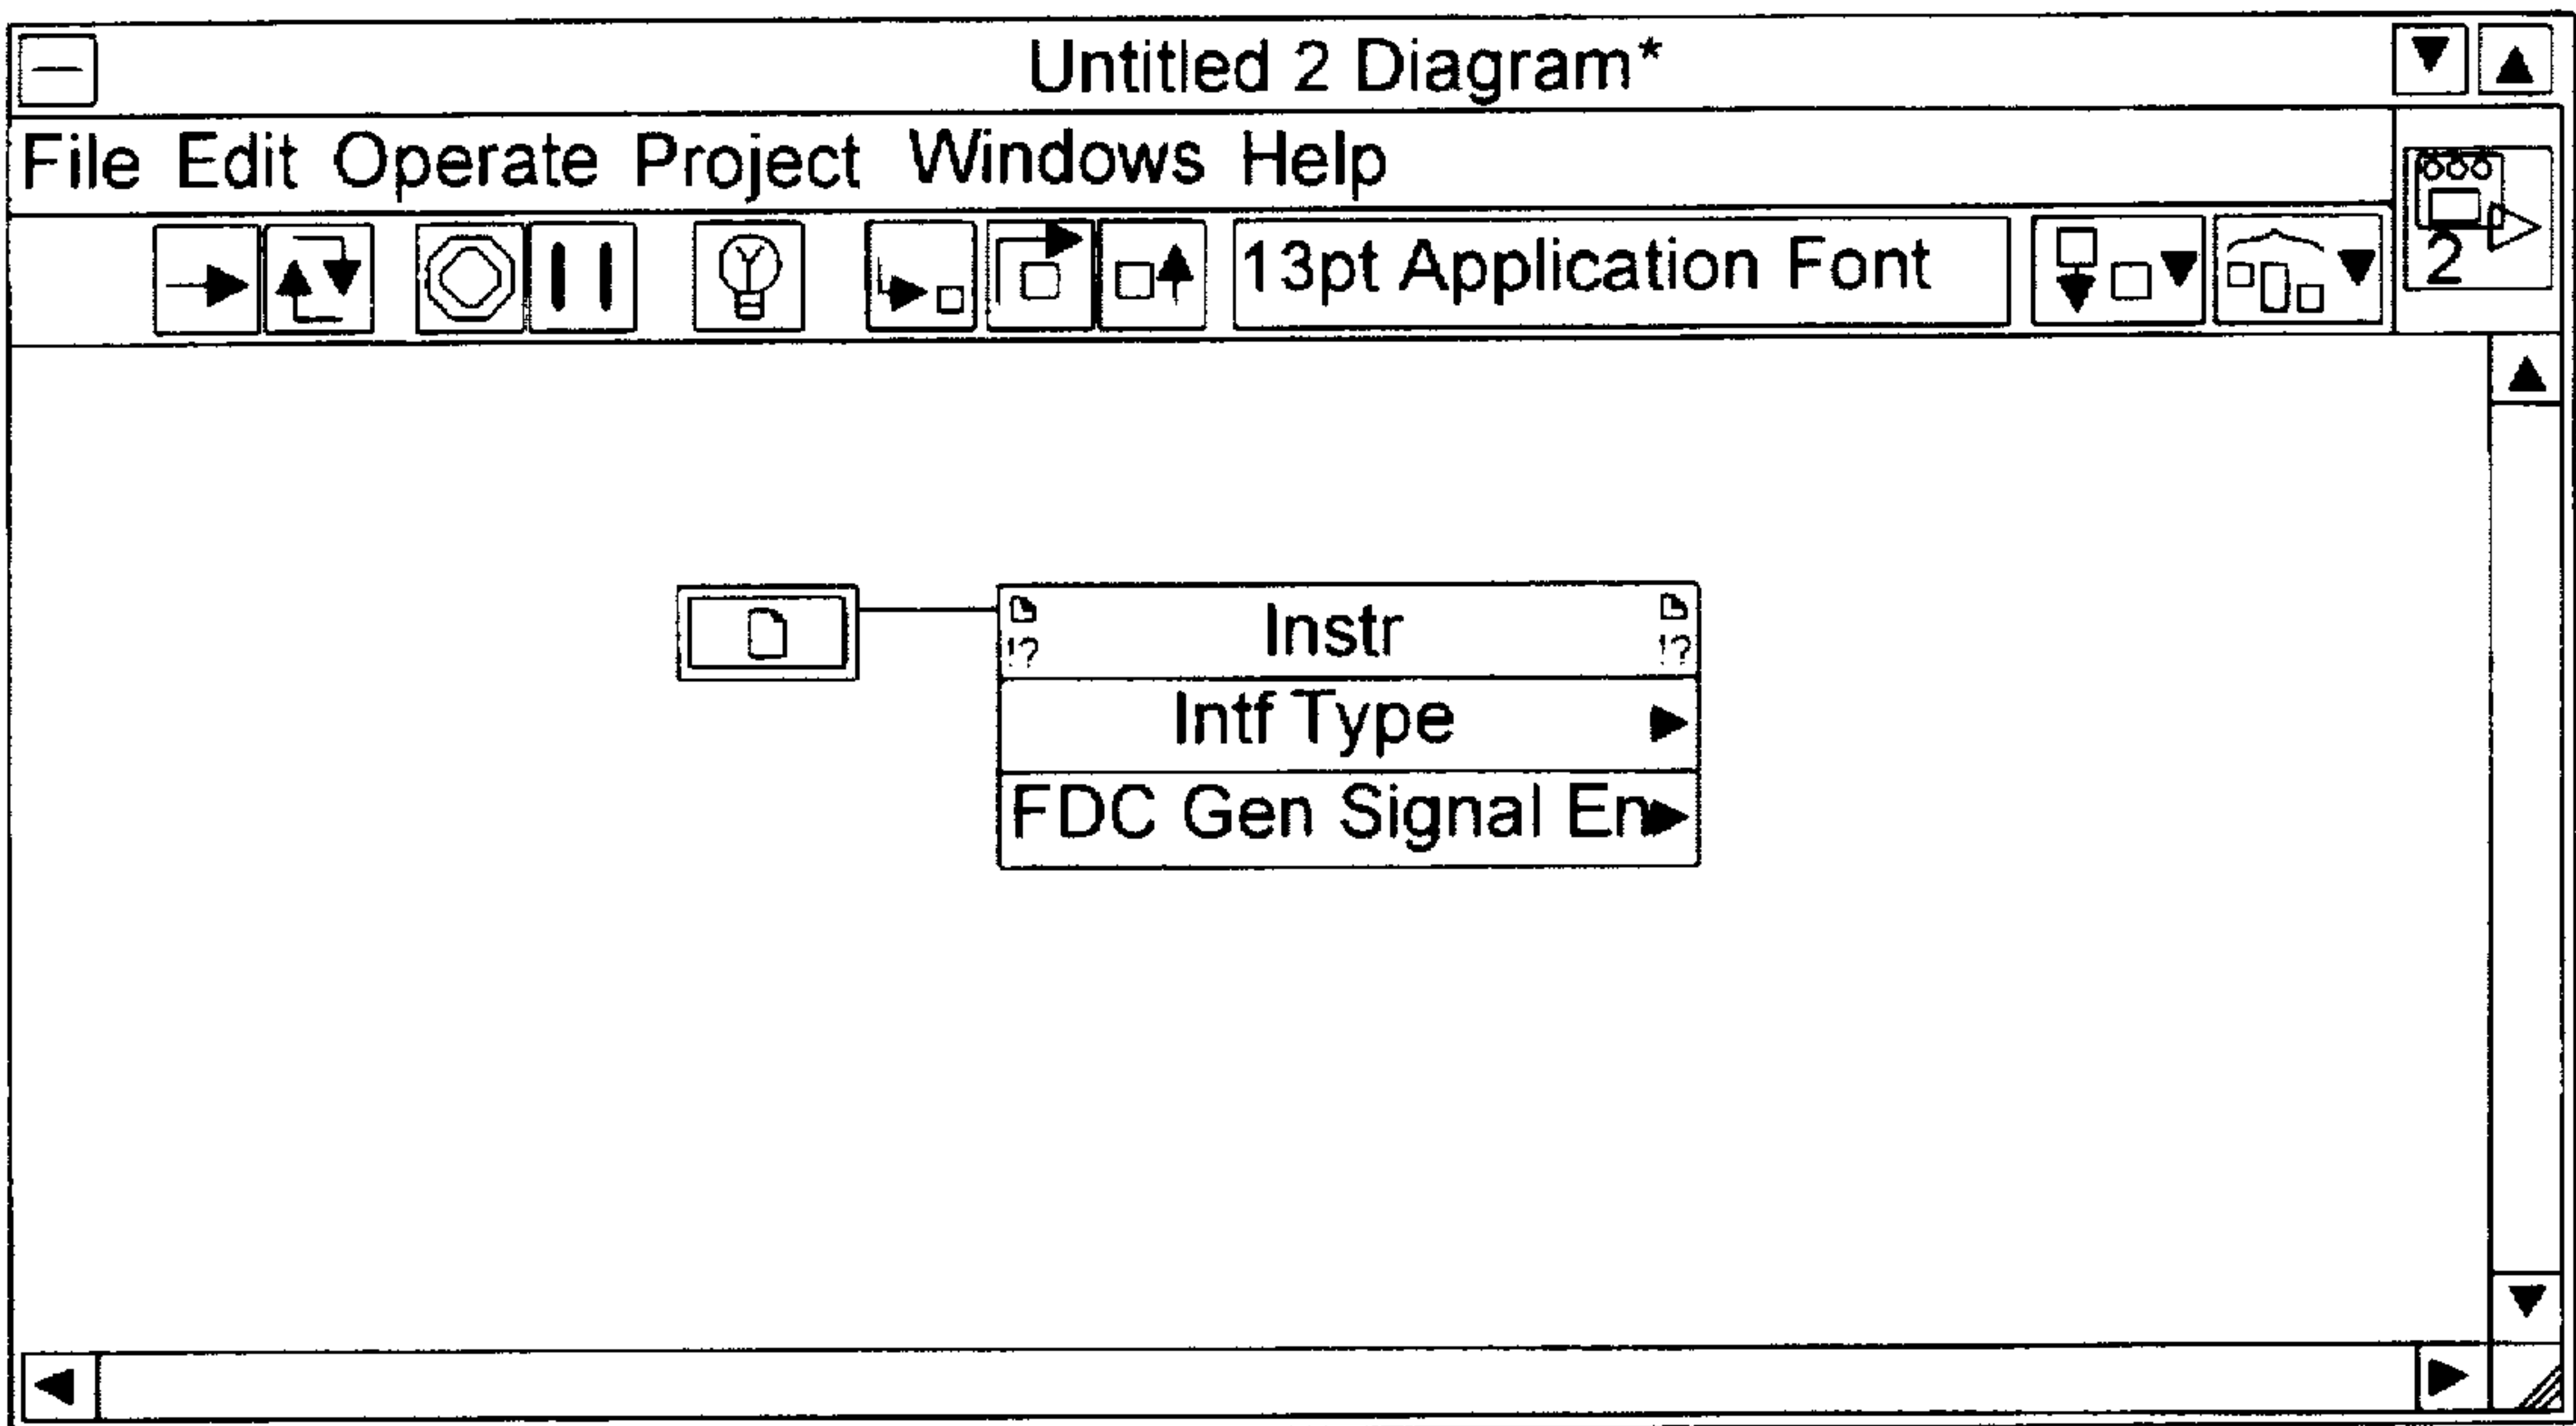 Untitled 2 Diagram*
File Edit Operate Project Windows Help
13pt Application Font
2
Instr
!? !?
Intf Type
FDC Gen Signal En